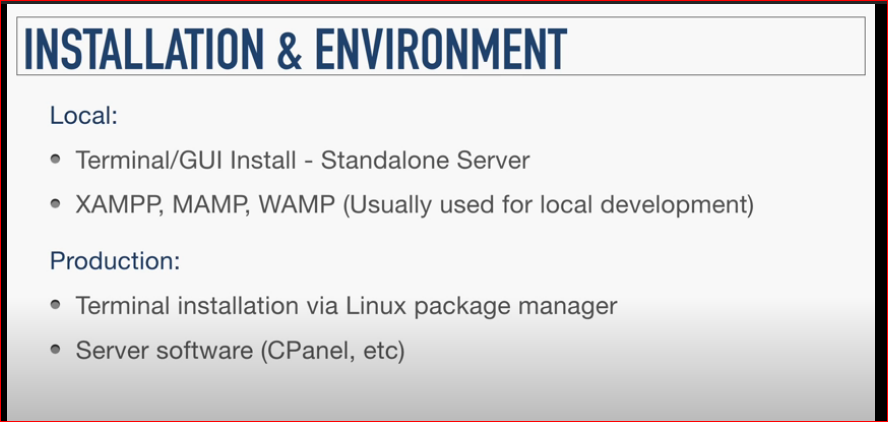 INSTALLATION & ENVIRONMENT
Local:
Terminal/GUI Install - Standalone Server
XAMPP, MAMP, WAMP (Usually used for local development)
Production:
Terminal installation via Linux package manager
Server software (CPanel, etc)